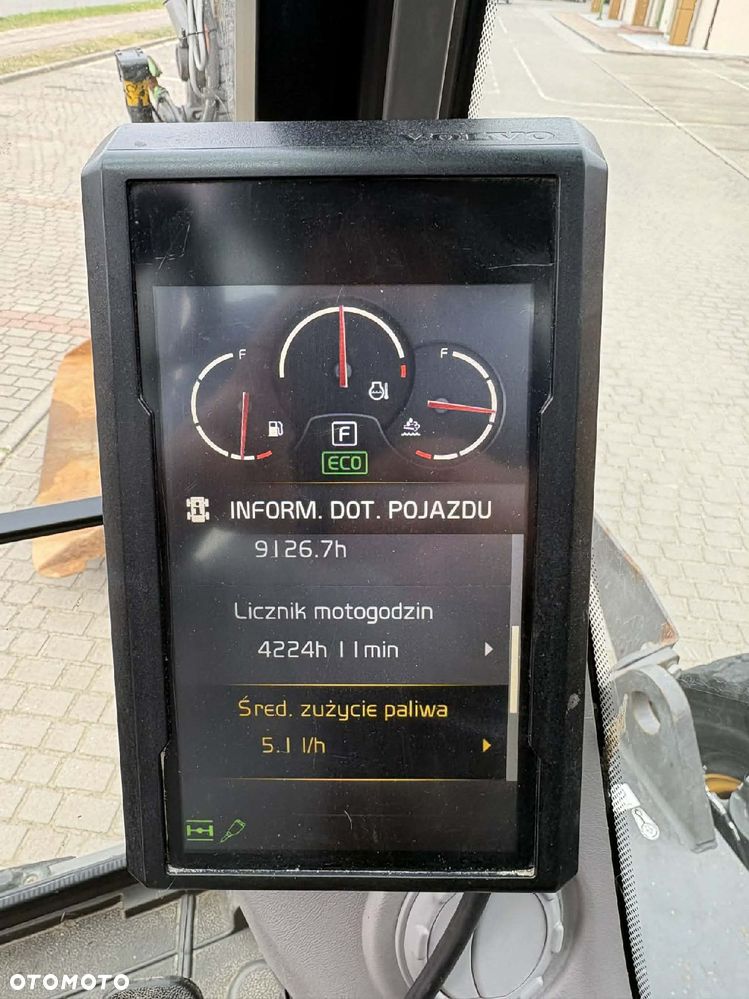 VOLVO
F
F
F
ECO
INFORM. DOT. POJAZDU
9126.7h
Licznik motogodzin
4224h 11min
Śred. zużycie paliwa
5.1 l/h
OTOMOTO